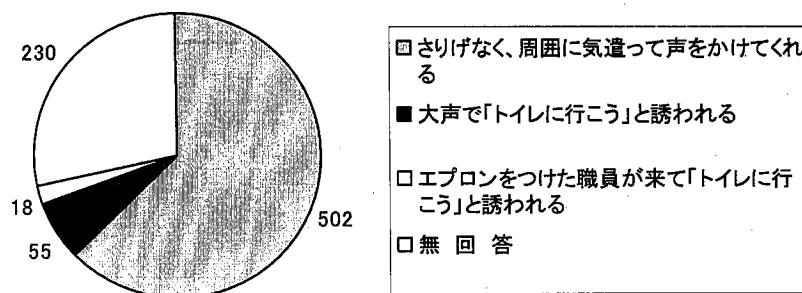 230
18
55
502
さりげなく、周囲に気遣って声をかけてくれ
る
大声で「トイレに行こう」と誘われる
エプロンをつけた職員が来て「トイレに行
こう」と誘われる
無 回 答